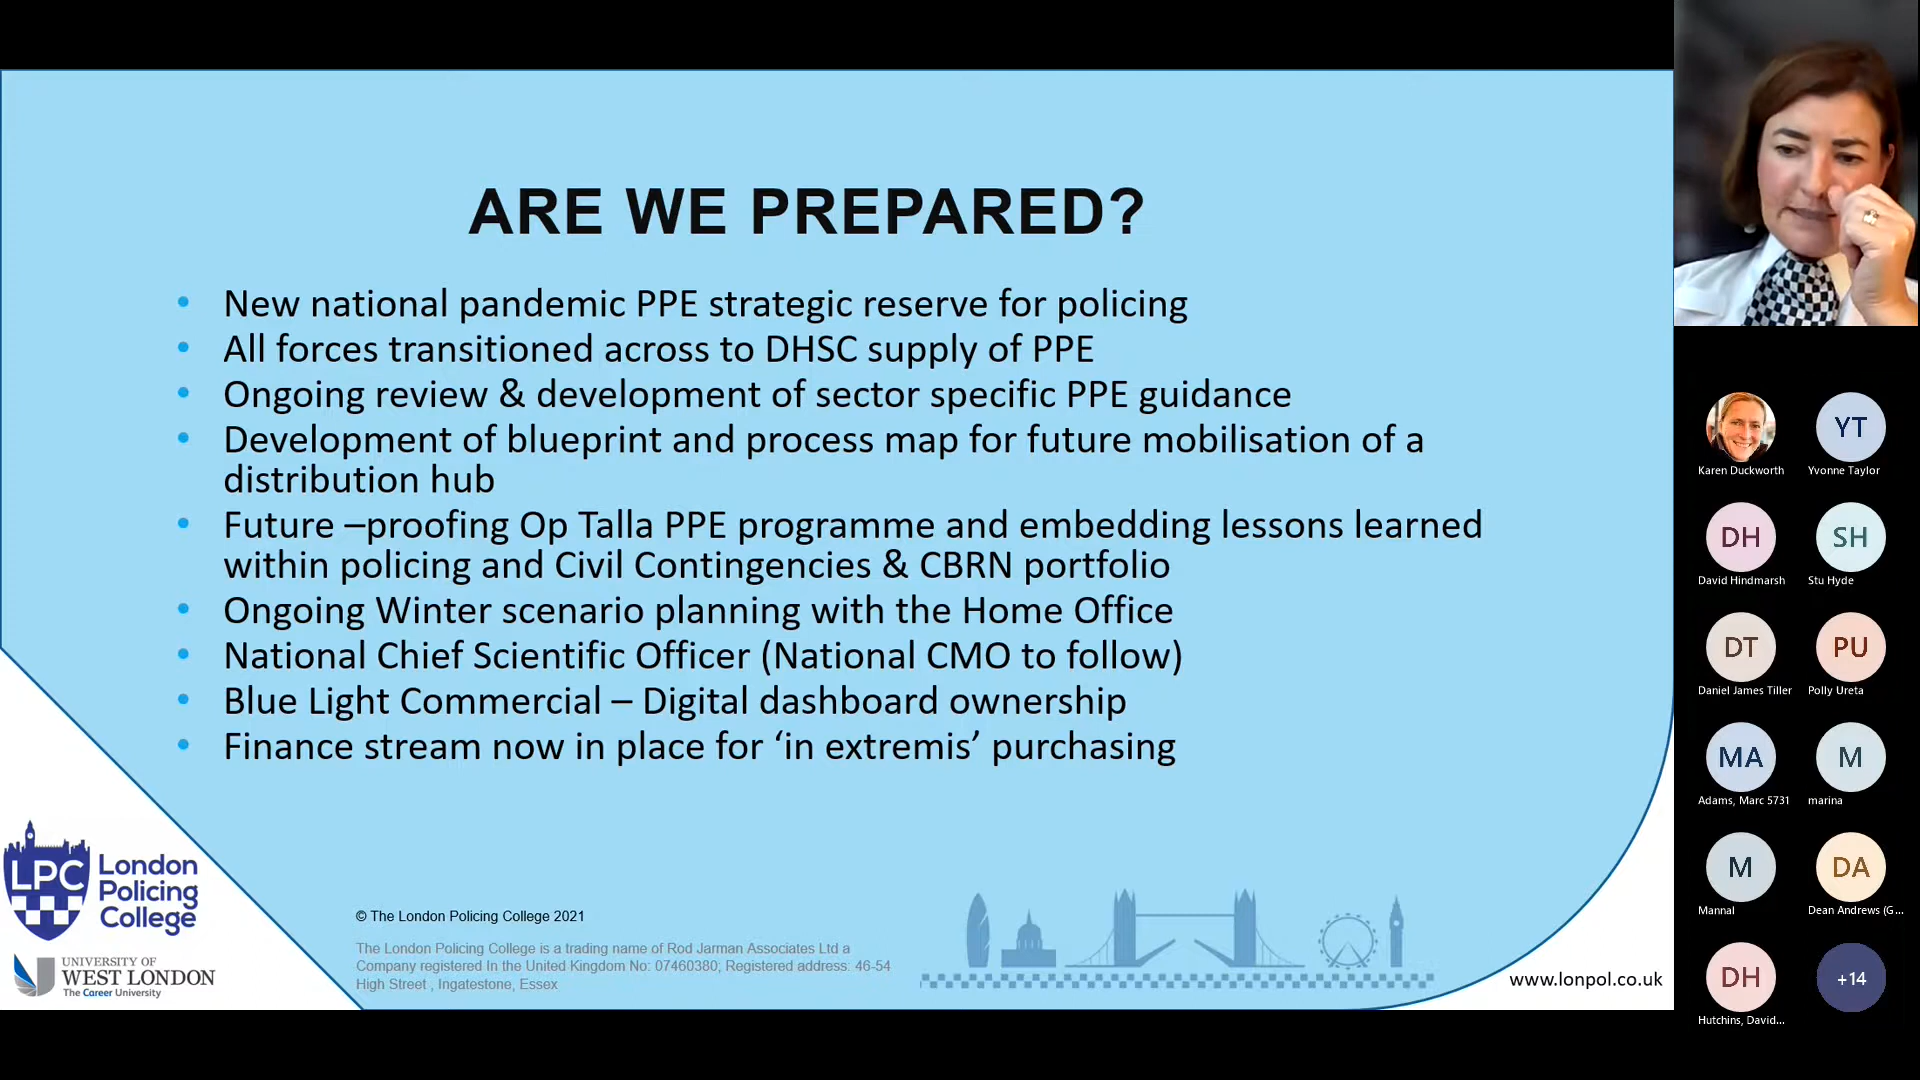 ARE WE PREPARED?
• New national pandemic PPE strategic reserve for policing
• All forces transitioned across to DHSC supply of PPE
• Ongoing review & development of sector specific PPE guidance
• Development of blueprint and process map for future mobilisation of a
distribution hub
• Future –proofing Op Talla PPE programme and embedding lessons learned
within policing and Civil Contingencies & CBRN portfolio
• Ongoing Winter scenario planning with the Home Office
• National Chief Scientific Officer (National CMO to follow)
• Blue Light Commercial – Digital dashboard ownership
• Finance stream now in place for ‘in extremis’ purchasing
LPC
London
Policing
College
UNIVERSITY OF
WEST LONDON
The Career University
© The London Policing College 2021
The London Policing College is a trading name of Rod Jarman Associates Ltd a
Company registered In the United Kingdom No: 07460380; Registered address: 46-54
High Street , Ingatestone, Essex
www.lonpol.co.uk
Karen Duckworth
YT
Yvonne Taylor
DH
David Hindmarsh
SH
Stu Hyde
DT
Daniel James Tiller
PU
Polly Ureta
MA
Adams, Marc 5731
M
marina
M
Mannal
DA
Dean Andrews (G...
DH
Hutchins, David...
+14